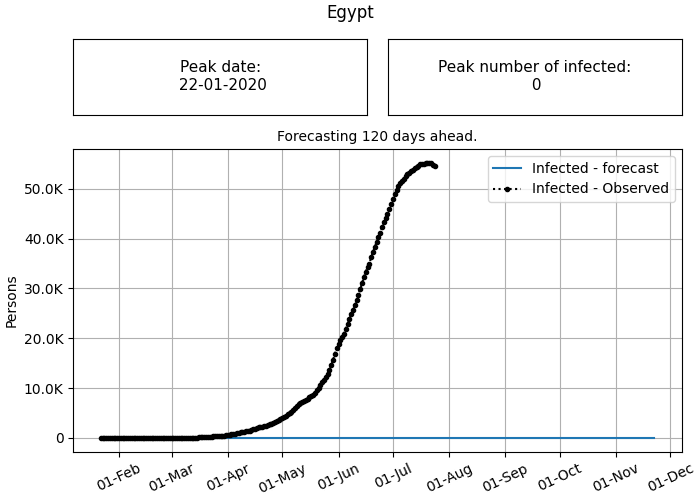 Egypt
Peak date:
22-01-2020
Peak number of infected:
0
Forecasting 120 days ahead.
Infected - forecast
Infected - Observed
Persons
50.0K
40.0K
30.0K
20.0K
10.0K
0
01-Feb
01-Mar
01-Apr
01-May
01-Jun
01-Jul
01-Aug
01-Sep
01-Oct
01-Nov
01-Dec